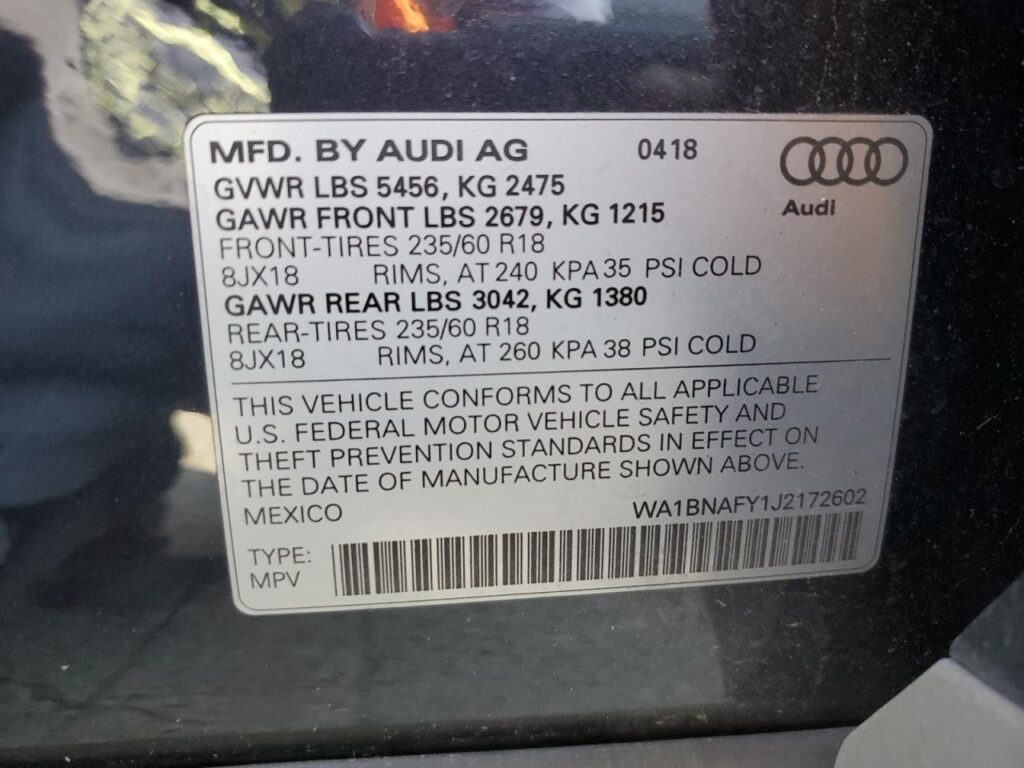 MFD. BY AUDI AG 0418
Audi
GVWR LBS 5456, KG 2475
GAWR FRONT LBS 2679, KG 1215
FRONT-TIRES 235/60 R18
8JX18 RIMS, AT 240 KPA 35 PSI COLD
GAWR REAR LBS 3042, KG 1380
REAR-TIRES 235/60 R18
8JX18 RIMS, AT 260 KPA 38 PSI COLD
THIS VEHICLE CONFORMS TO ALL APPLICABLE
U.S. FEDERAL MOTOR VEHICLE SAFETY AND
THEFT PREVENTION STANDARDS IN EFFECT ON
THE DATE OF MANUFACTURE SHOWN ABOVE.
MEXICO WA1BNAFY1J2172602
TYPE:
MPV